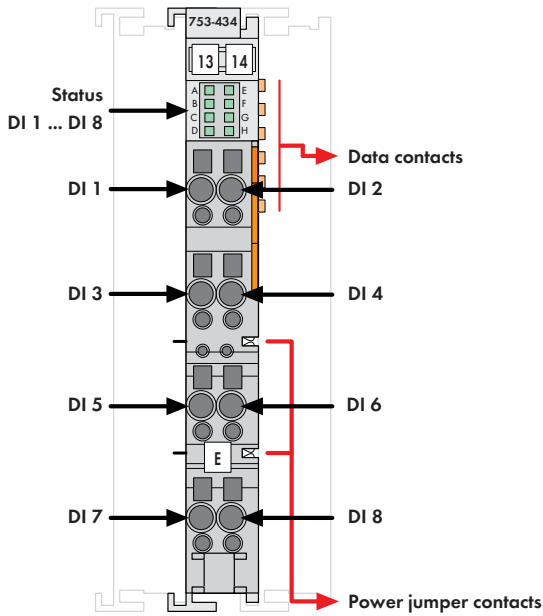 753-434
13 14
A E
B F
C G
D H
Status
DI 1 ... DI 8
Data contacts
DI 1 DI 2
DI 3 DI 4
DI 5 DI 6
E
DI 7 DI 8
Power jumper contacts